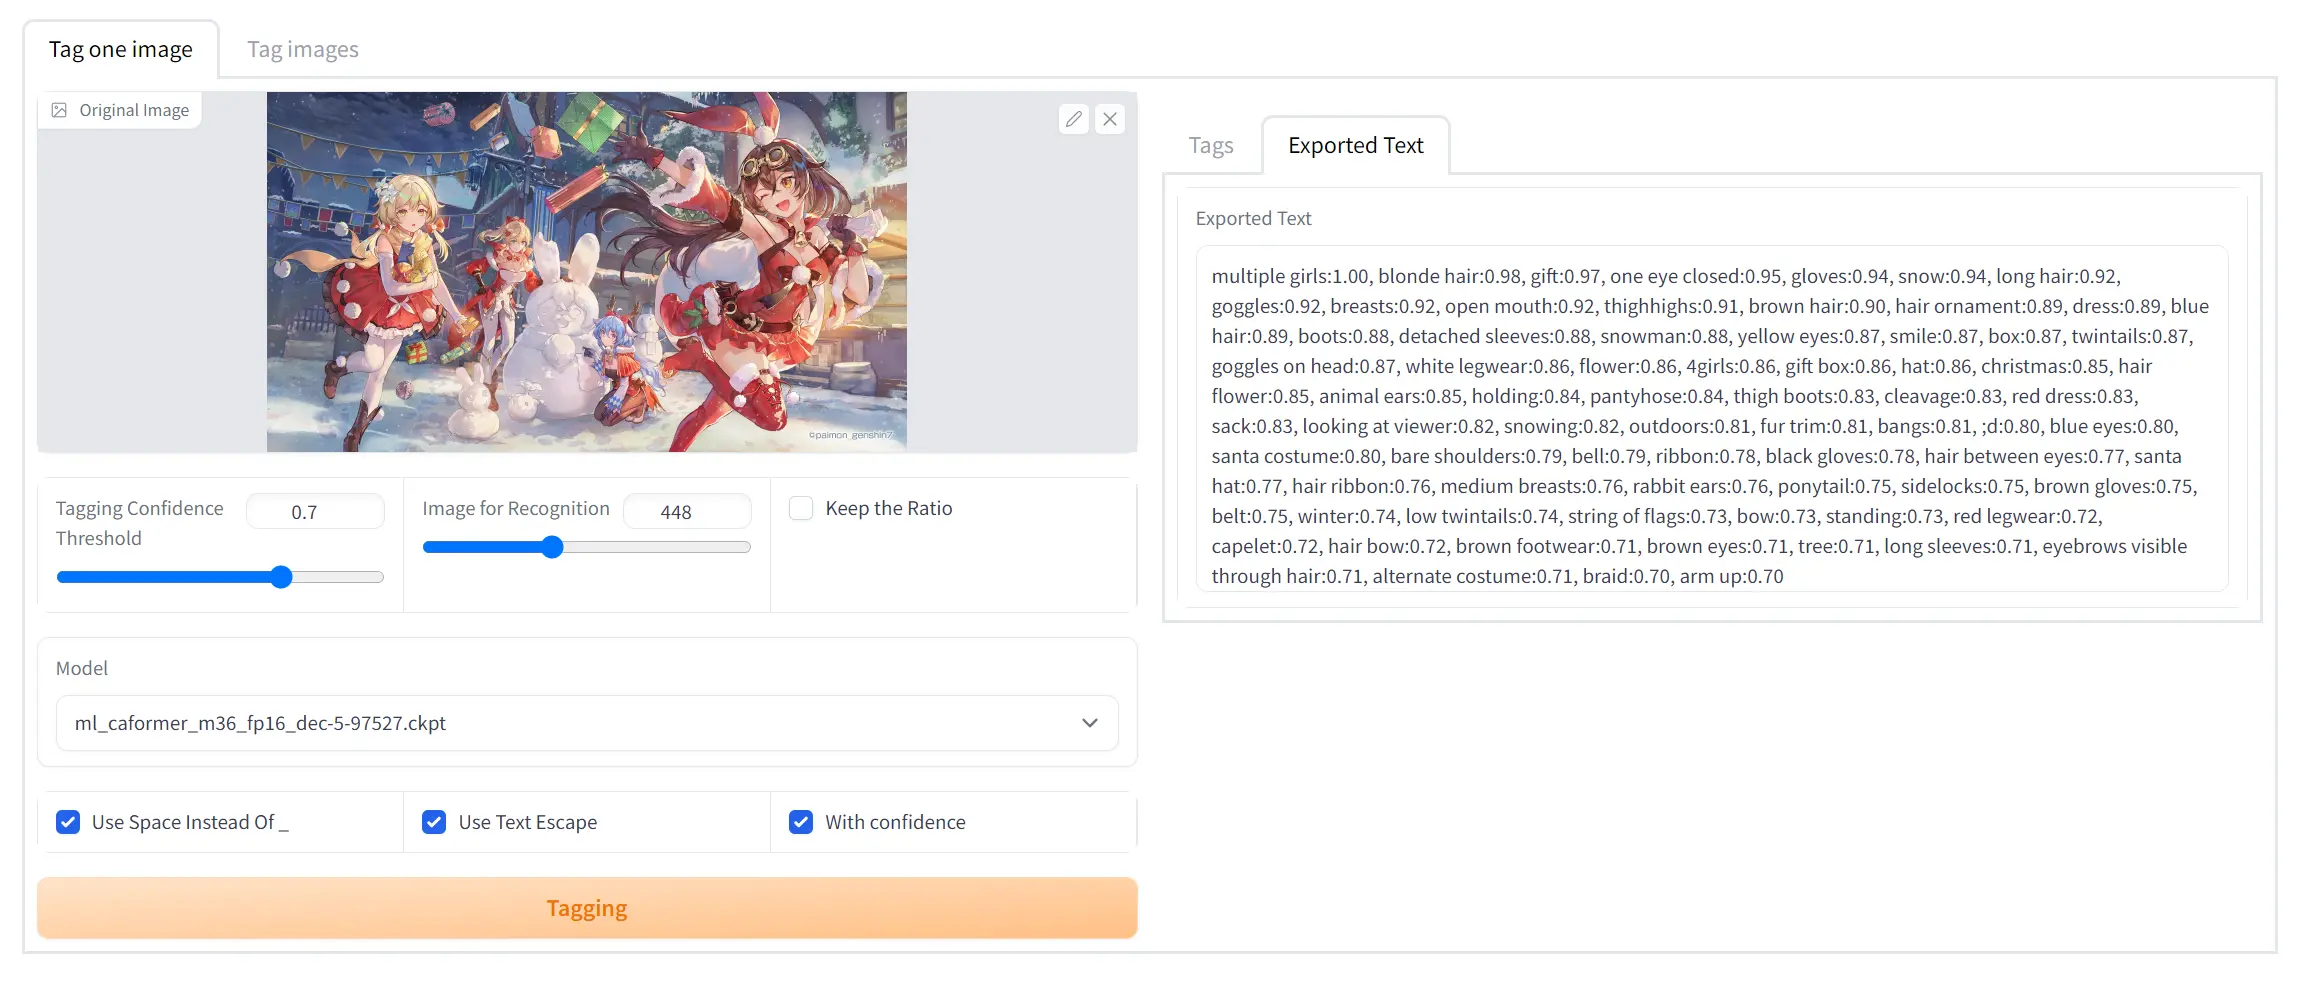 Tag one image
Tag images
Original Image
©paimon_genshin7
Tagging Confidence Threshold
0.7
Image for Recognition
448
Keep the Ratio
Model
ml_caformer_m36_fp16_dec-5-97527.ckpt
Use Space Instead Of _
Use Text Escape
With confidence
Tagging
Tags
Exported Text
Exported Text
multiple girls:1.00, blonde hair:0.98, gift:0.97, one eye closed:0.95, gloves:0.94, snow:0.94, long hair:0.92,
goggles:0.92, breasts:0.92, open mouth:0.92, thighhighs:0.91, brown hair:0.90, hair ornament:0.89, dress:0.89, blue
hair:0.89, boots:0.88, detached sleeves:0.88, snowman:0.88, yellow eyes:0.87, smile:0.87, box:0.87, twintails:0.87,
goggles on head:0.87, white legwear:0.86, flower:0.86, 4girls:0.86, gift box:0.86, hat:0.86, christmas:0.85, hair
flower:0.85, animal ears:0.85, holding:0.84, pantyhose:0.84, thigh boots:0.83, cleavage:0.83, red dress:0.83,
sack:0.83, looking at viewer:0.82, snowing:0.82, outdoors:0.81, fur trim:0.81, bangs:0.81, ;d:0.80, blue eyes:0.80,
santa costume:0.80, bare shoulders:0.79, bell:0.79, ribbon:0.78, black gloves:0.78, hair between eyes:0.77, santa
hat:0.77, hair ribbon:0.76, medium breasts:0.76, rabbit ears:0.76, ponytail:0.75, sidelocks:0.75, brown gloves:0.75,
belt:0.75, winter:0.74, low twintails:0.74, string of flags:0.73, bow:0.73, standing:0.73, red legwear:0.72,
capelet:0.72, hair bow:0.72, brown footwear:0.71, brown eyes:0.71, tree:0.71, long sleeves:0.71, eyebrows visible
through hair:0.71, alternate costume:0.71, braid:0.70, arm up:0.70